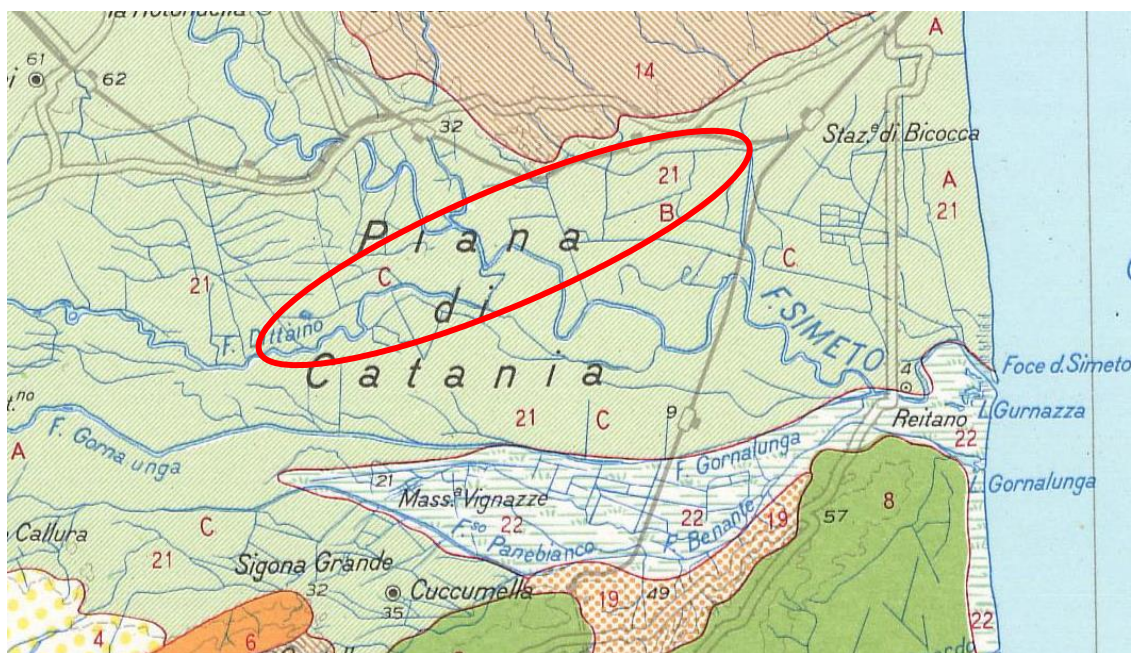 la Rotondella
A
61
62
14
32
Staz.e di Bicocca
21
A
B
21
Piana
C
C
21
di
F. SIMETO
F. Dittàino
Catania
4
Foce d. Simeto
t.no
9
Reitano
L. Gurnazza
21
C
F. Gornalunga
22
A
F. Gornalunga
21
L. Gornalunga
Mass.a Vignazze
8
Callura
C
22
22
19
57
F.so Panebianco
F. Benante
21
Sigona Grande
32
Cuccumella
35
19
49
4
6
22